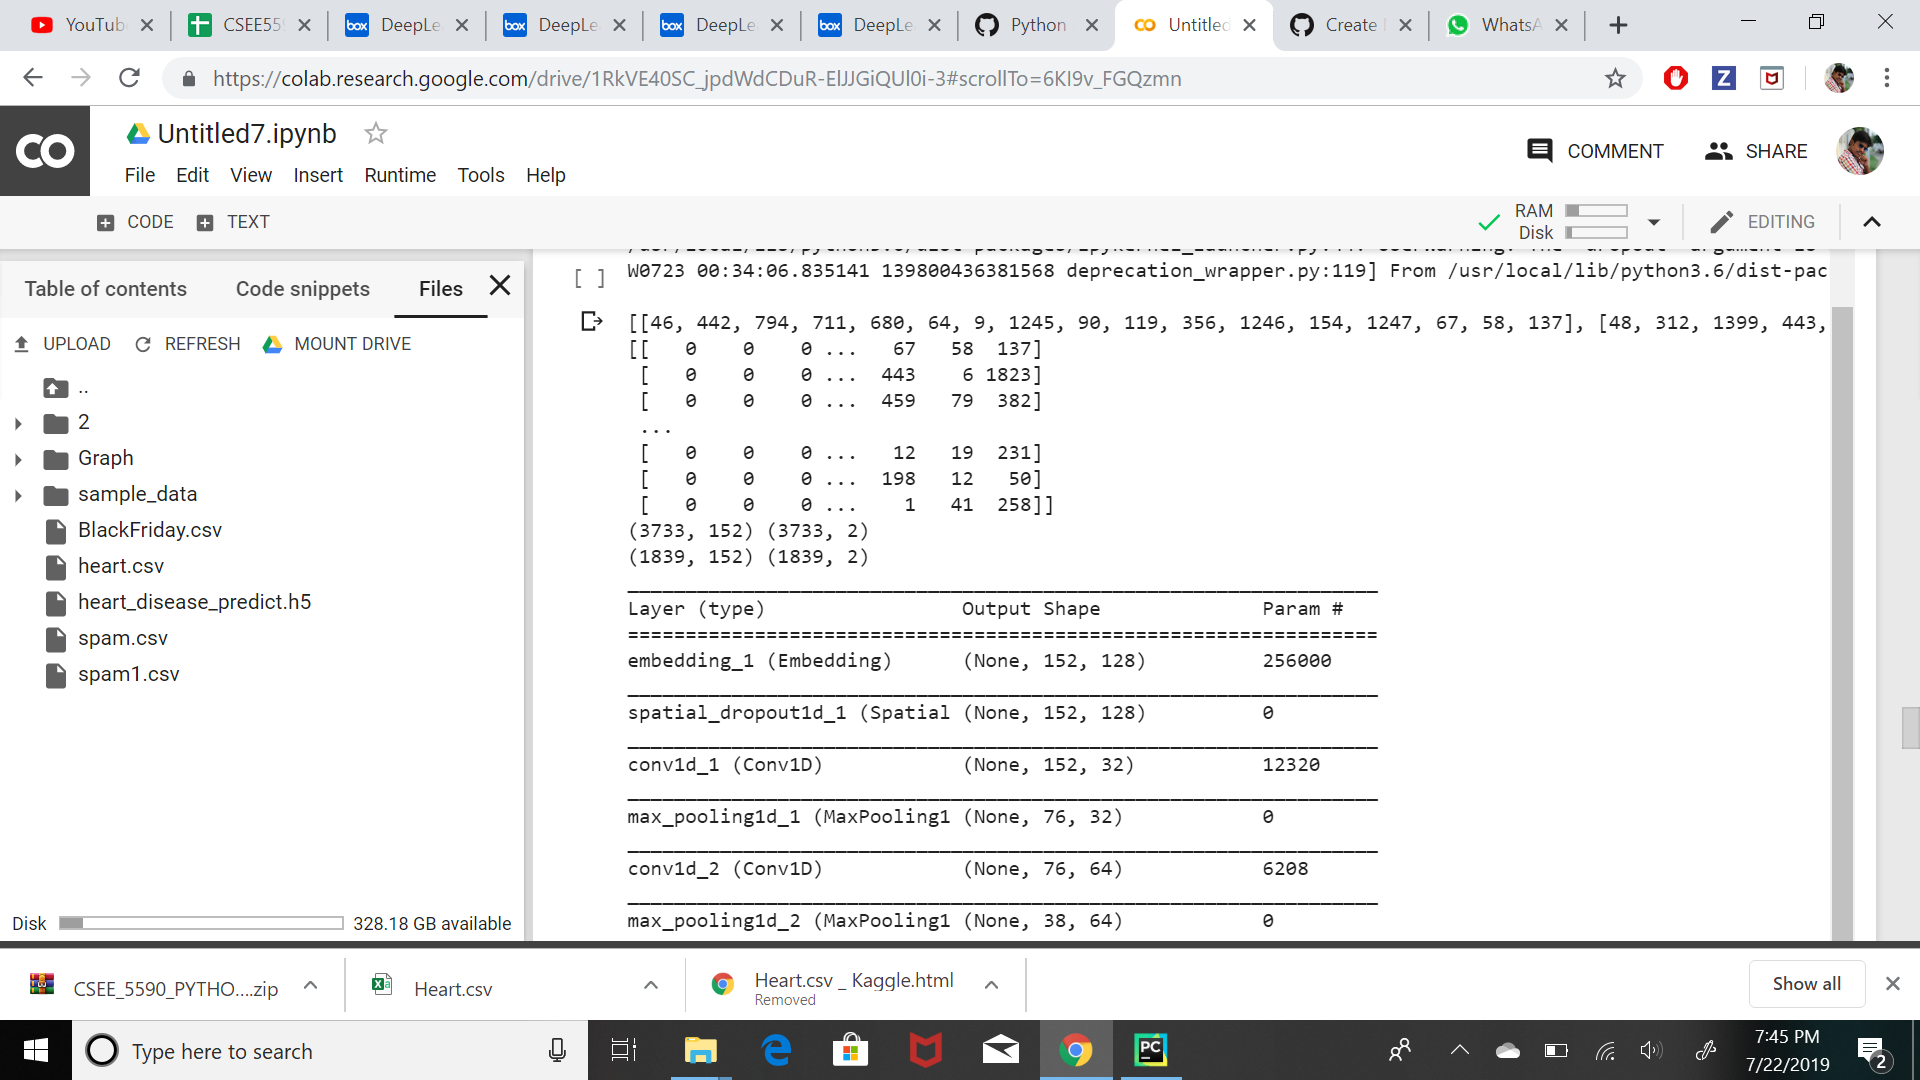 YouTub
CSEE55
DeepLe
DeepLe
DeepLe
DeepLe
Python
Untitled
Create
WhatsA
https://colab.research.google.com/drive/1RkVE40SC_jpdWdCDuR-ElJJGiQUl0i-3#scrollTo=6KI9v_FGQzmn
Untitled7.ipynb
COMMENT SHARE
File Edit View Insert Runtime Tools Help
CODE TEXT
RAM
Disk
EDITING
Table of contents Code snippets Files
UPLOAD REFRESH MOUNT DRIVE
..
2
Graph
sample_data
BlackFriday.csv
heart.csv
heart_disease_predict.h5
spam.csv
spam1.csv
Disk 328.18 GB available
[ ]
W0723 00:34:06.835141 139800436381568 deprecation_wrapper.py:119] From /usr/local/lib/python3.6/dist-pac
[[46, 442, 794, 711, 680, 64, 9, 1245, 90, 119, 356, 1246, 154, 1247, 67, 58, 137], [48, 312, 1399, 443,
[[ 0 0 0 ... 67 58 137]
[ 0 0 0 ... 443 6 1823]
[ 0 0 0 ... 459 79 382]
...
[ 0 0 0 ... 12 19 231]
[ 0 0 0 ... 198 12 50]
[ 0 0 0 ... 1 41 258]]
(3733, 152) (3733, 2)
(1839, 152) (1839, 2)
Layer (type) Output Shape Param #
embedding_1 (Embedding) (None, 152, 128) 256000
spatial_dropout1d_1 (Spatial (None, 152, 128) 0
conv1d_1 (Conv1D) (None, 152, 32) 12320
max_pooling1d_1 (MaxPooling1 (None, 76, 32) 0
conv1d_2 (Conv1D) (None, 76, 64) 6208
max_pooling1d_2 (MaxPooling1 (None, 38, 64) 0
CSEE_5590_PYTHO....zip
Heart.csv
Heart.csv _ Kaggle.html
Removed
Show all
Type here to search
7:45 PM
7/22/2019
2